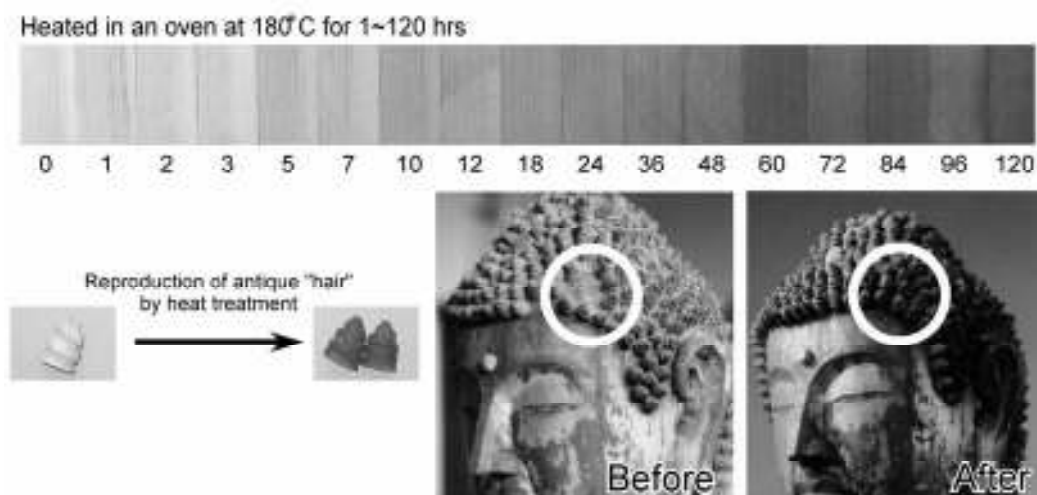 Heated in an oven at 180°C for 1~120 hrs
0 1 2 3 5 7 10 12 18 24 36 48 60 72 84 96 120
Reproduction of antique "hair"
by heat treatment
Before
After